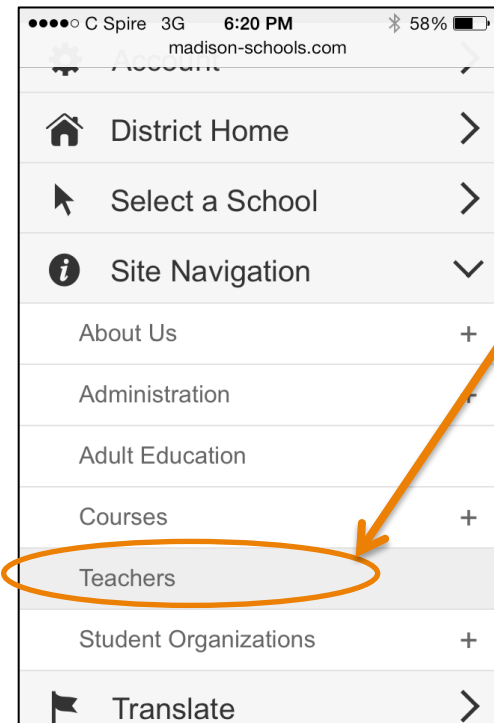 C Spire 3G 6:20 PM 58%
madison-schools.com
Account
District Home
Select a School
Site Navigation
About Us +
Administration +
Adult Education
Courses +
Teachers
Student Organizations +
Translate